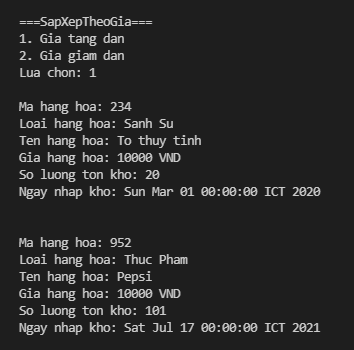 ===SapXepTheoGia===
1. Gia tang dan
2. Gia giam dan
Lua chon: 1
Ma hang hoa: 234
Loai hang hoa: Sanh Su
Ten hang hoa: To thuy tinh
Gia hang hoa: 10000 VND
So luong ton kho: 20
Ngay nhap kho: Sun Mar 01 00:00:00 ICT 2020
Ma hang hoa: 952
Loai hang hoa: Thuc Pham
Ten hang hoa: Pepsi
Gia hang hoa: 10000 VND
So luong ton kho: 101
Ngay nhap kho: Sat Jul 17 00:00:00 ICT 2021